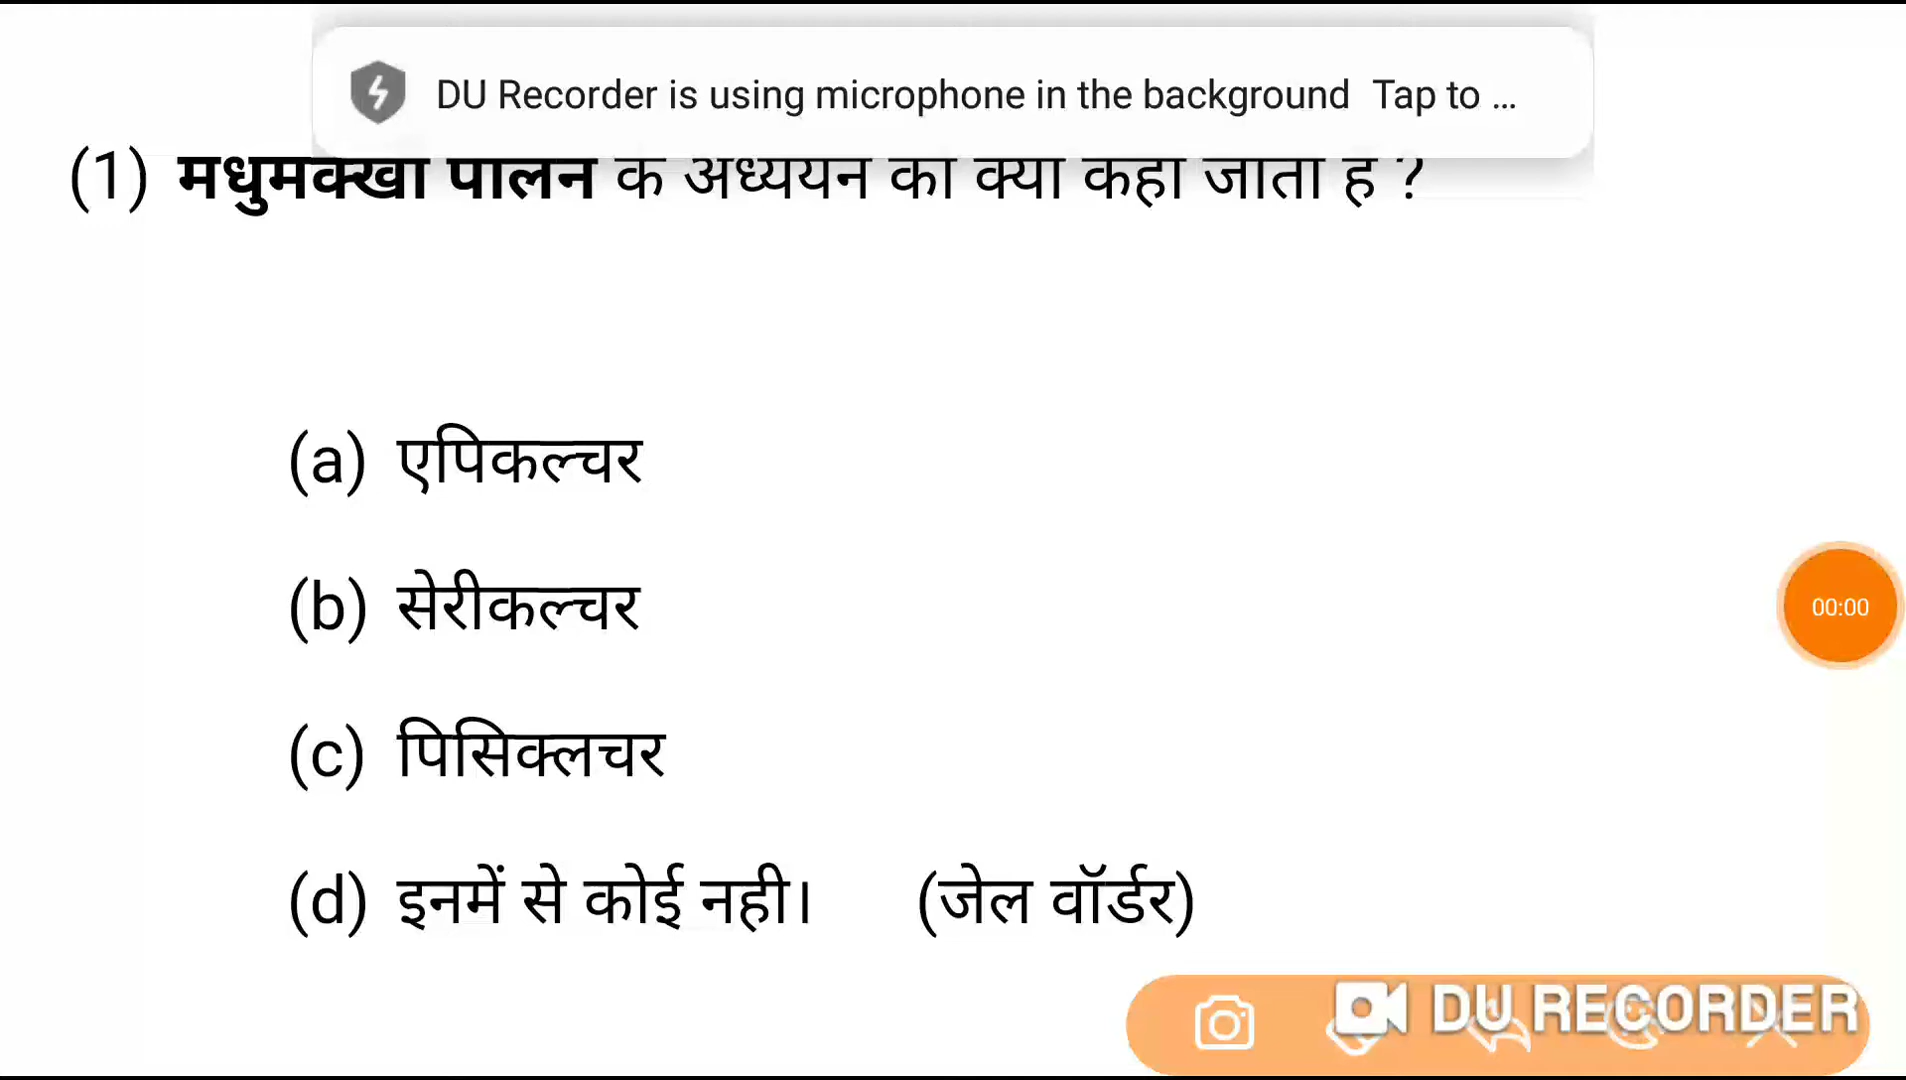 DU Recorder is using microphone in the background Tap to ...
(1) मधुमक्खी पालन के अध्ययन को क्या कहा जाता है ?
(a) एपिकल्चर
(b) सेरीकल्चर
00:00
(c) पिसिक्लचर
(d) इनमें से कोई नही। (जेल वॉर्डर)
DU RECORDER